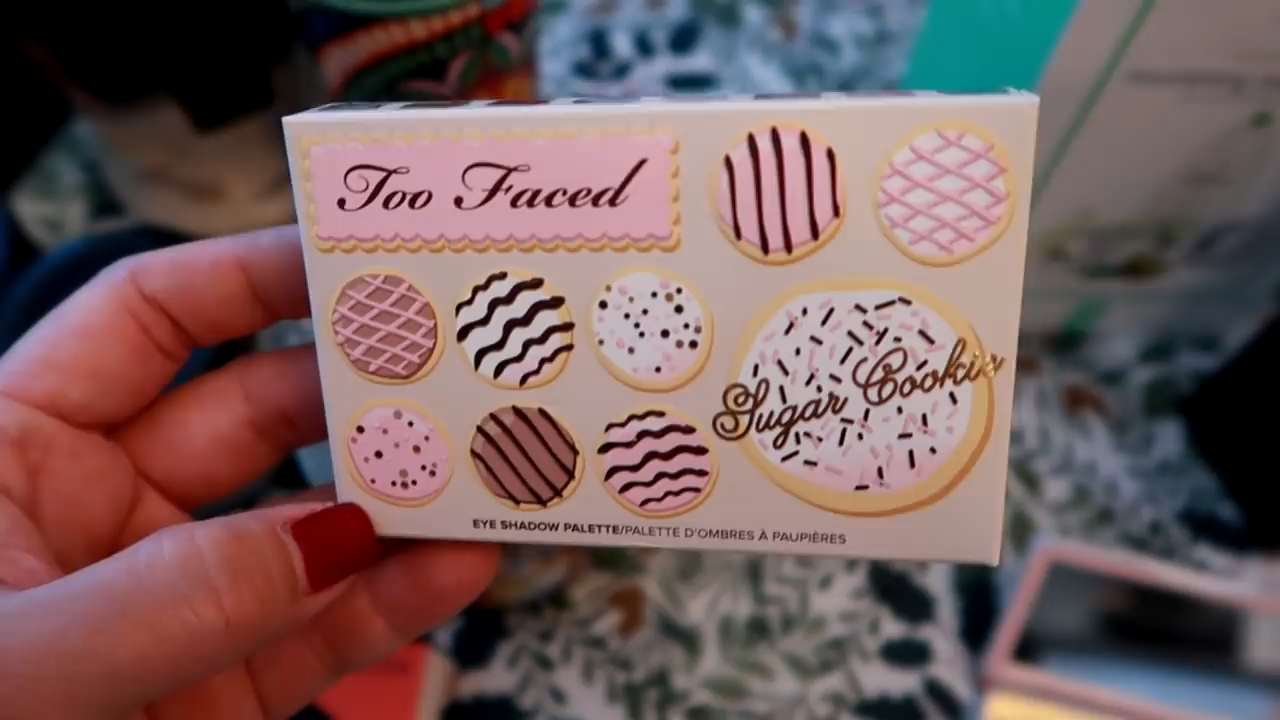 Too Faced
Sugar Cookie
EYE SHADOW PALETTE/PALETTE D'OMBRES À PAUPIÈRES